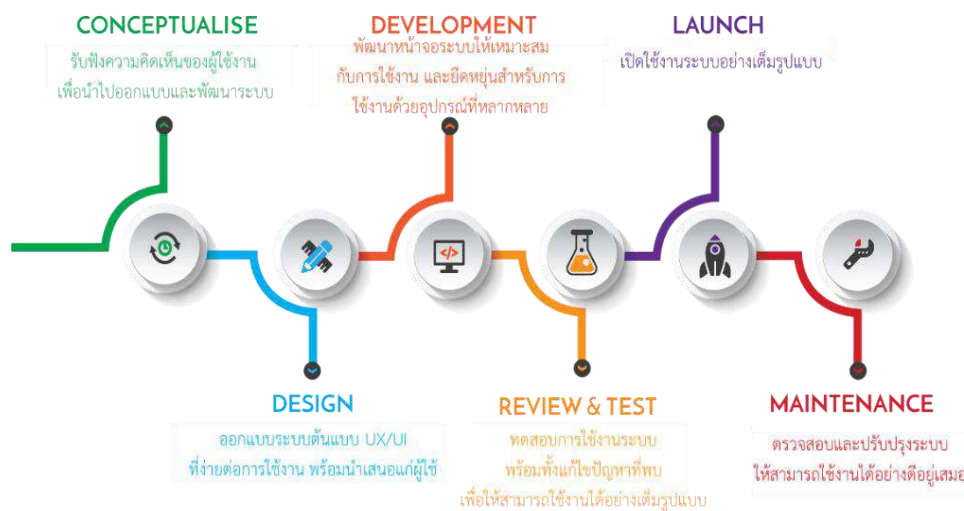 CONCEPTUALISE
รับฟังความคิดเห็นของผู้ใช้งาน
เพื่อนำไปออกแบบและพัฒนาระบบ
DESIGN
ออกแบบระบบต้นแบบ UX/UI
ที่ง่ายต่อการใช้งาน พร้อมนำเสนอแก่ผู้ใช้
DEVELOPMENT
พัฒนาหน้าจอระบบให้เหมาะสม
กับการใช้งาน และยืดหยุ่นสำหรับการ
ใช้งานด้วยอุปกรณ์ที่หลากหลาย
</>
REVIEW & TEST
ทดสอบการใช้งานระบบ
พร้อมทั้งแก้ไขปัญหาที่พบ
เพื่อให้สามารถใช้งานได้อย่างเต็มรูปแบบ
LAUNCH
เปิดใช้งานระบบอย่างเต็มรูปแบบ
MAINTENANCE
ตรวจสอบและปรับปรุงระบบ
ให้สามารถใช้งานได้อย่างดีอยู่เสมอ